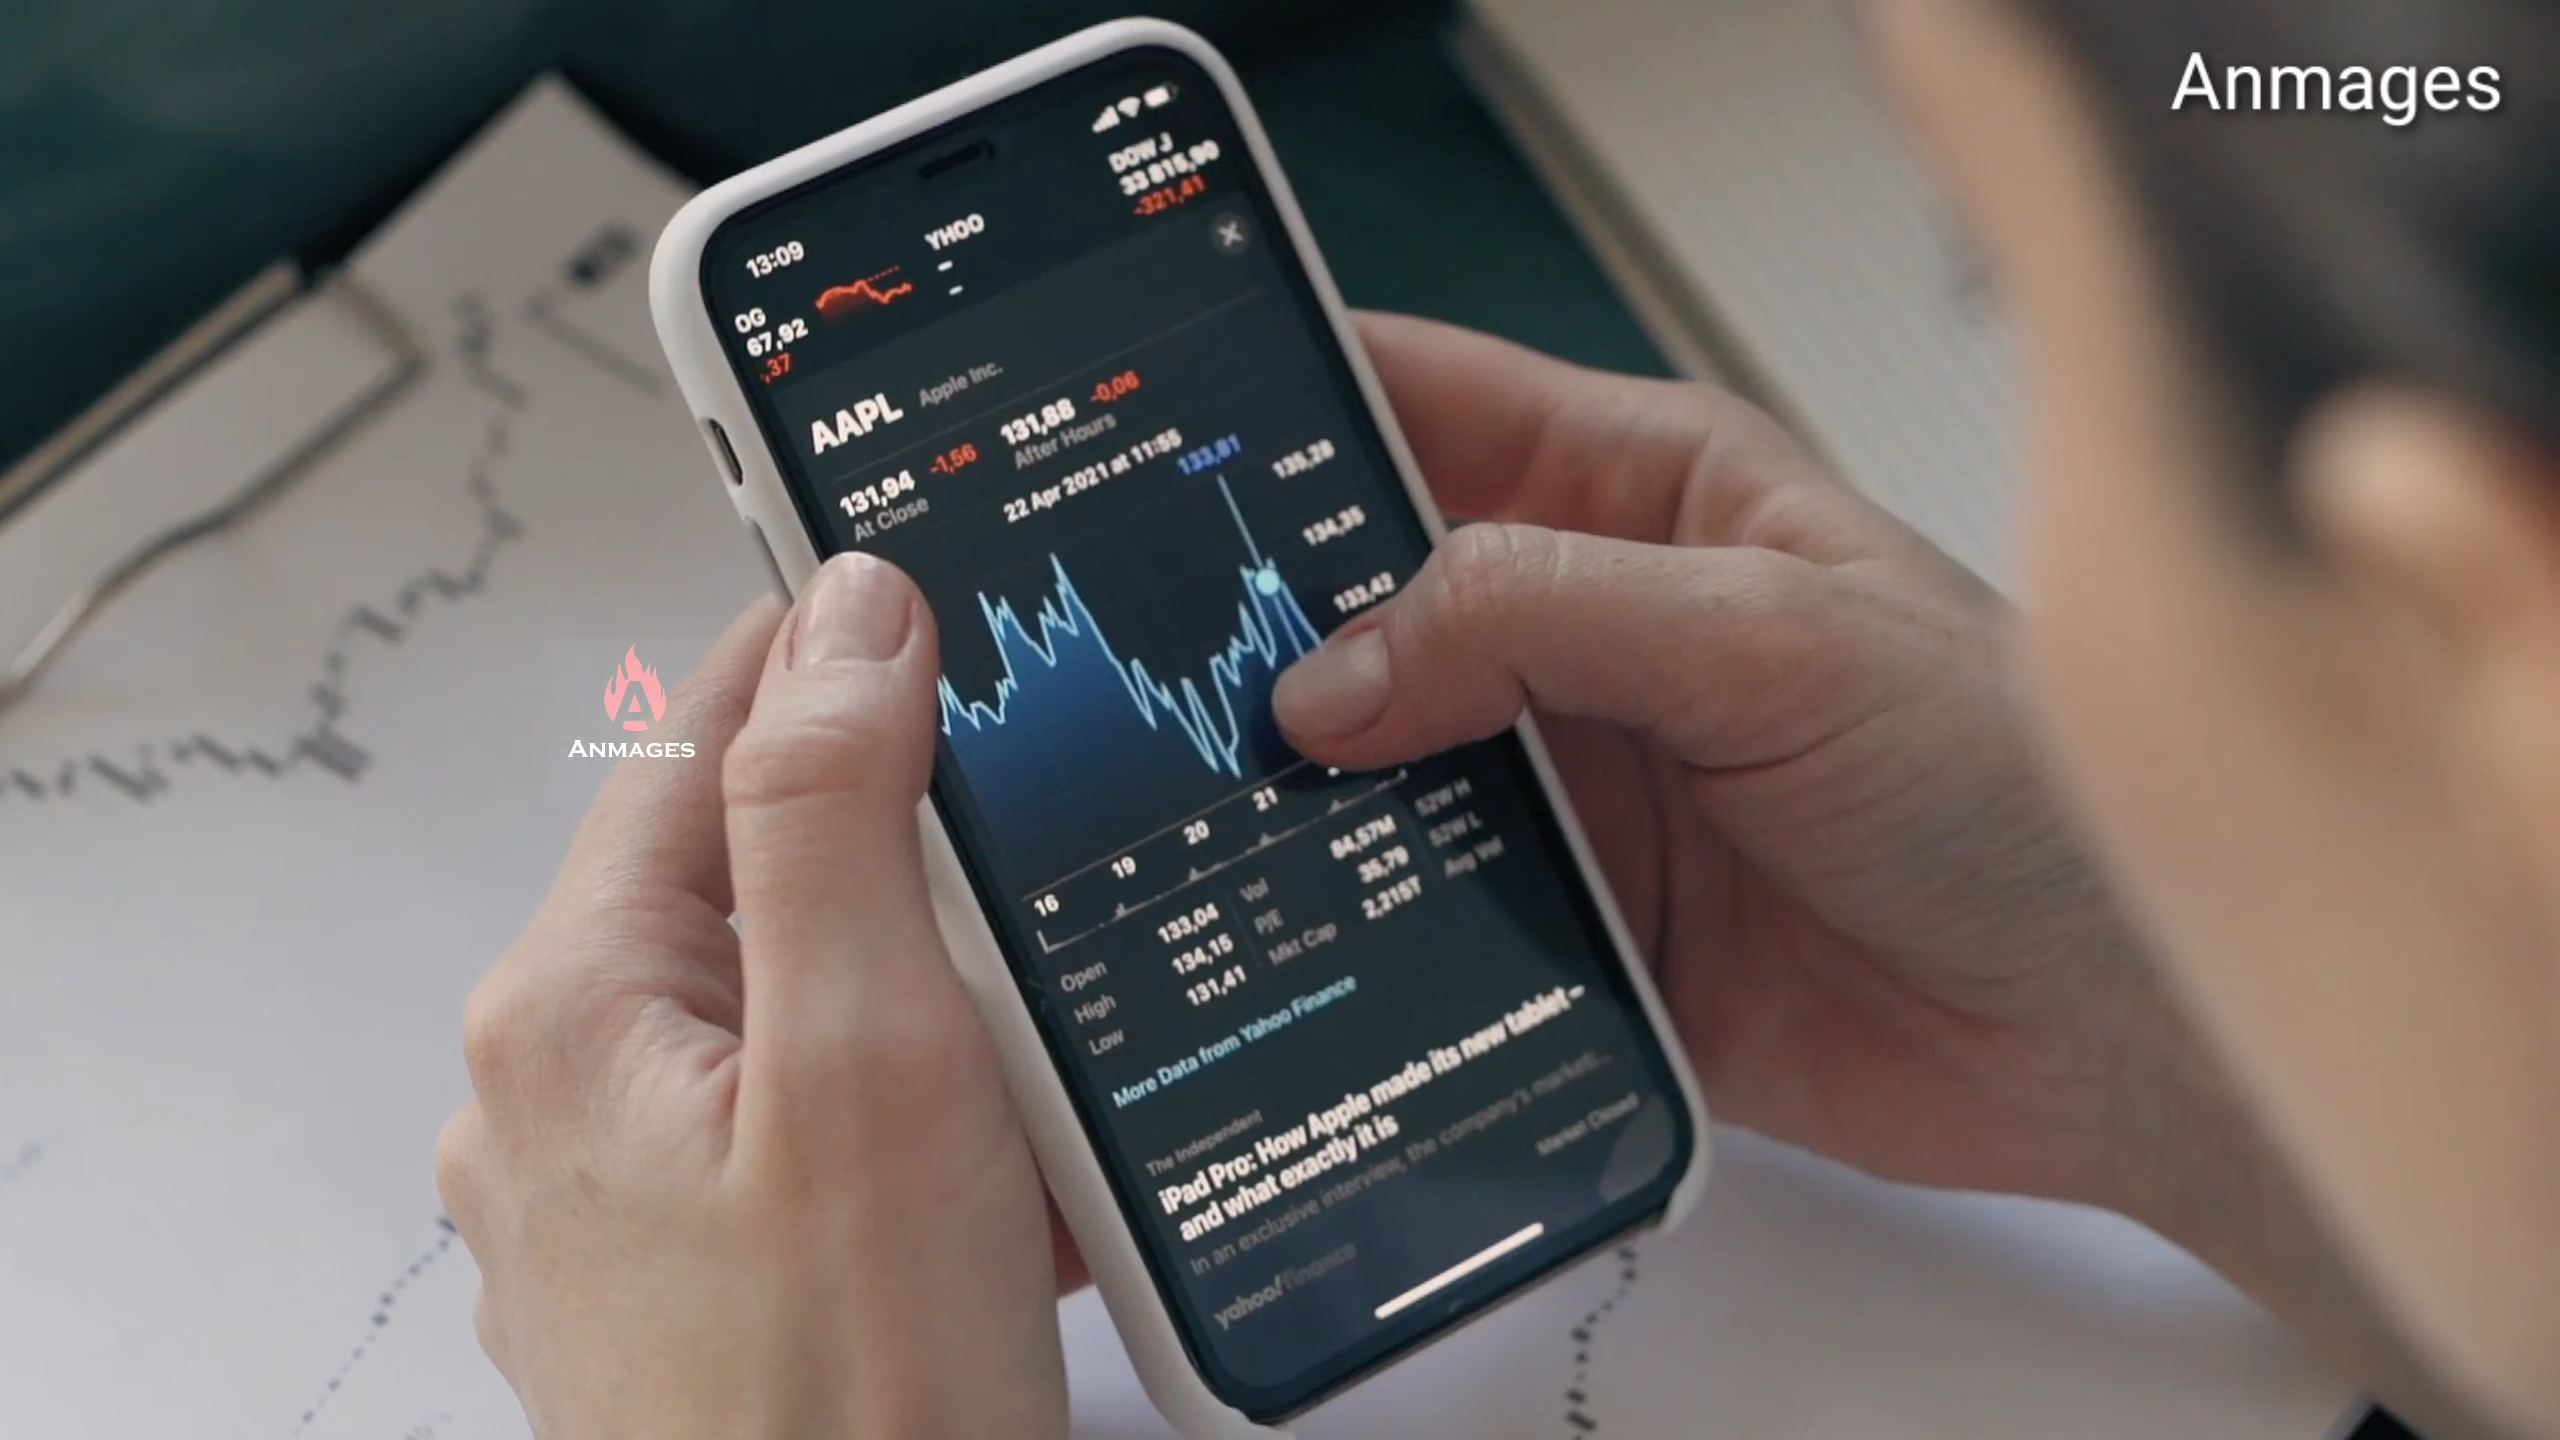 Anmages
13:09
DOW J
33 815,90
-321,41
YHOO
-
-
OG
67,92
,37
AAPL Apple Inc.
131,94 -1,56 131,88 -0,06
At Close After Hours
22 Apr 2021 at 11:55 133,81
135,28
134,35
133,42
16 19 20 21
Open 133,04 Vol 84,57M 52W H
High 134,15 P/E 35,79 52W L
Low 131,41 Mkt Cap 2,215T Avg Vol
More Data from Yahoo Finance
The Independent
iPad Pro: How Apple made its new tablet –
and what exactly it is
In an exclusive interview, the company's marketi...
yahoo!finance Market Closed
A
ANMAGES